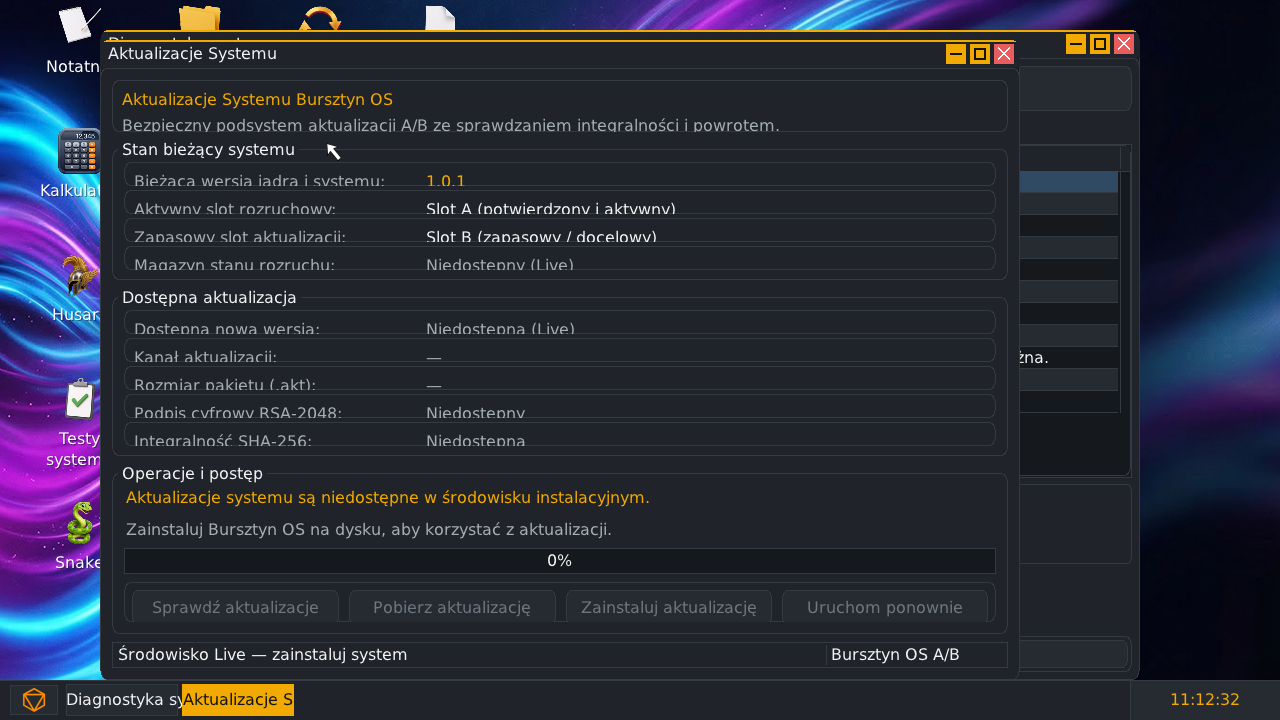 Notatn
Kalkulat
Husar
Testy
system
Snake
Aktualizacje Systemu
Aktualizacje Systemu Bursztyn OS
Bezpieczny podsystem aktualizacji A/B ze sprawdzaniem integralności i powrotem.
Stan bieżący systemu
Bieżąca wersja jądra i systemu: 1.0.1
Aktywny slot rozruchowy: Slot A (potwierdzony i aktywny)
Zapasowy slot aktualizacji: Slot B (zapasowy / docelowy)
Magazyn stanu rozruchu: Niedostępny (Live)
Dostępna aktualizacja
Dostępna nowa wersja: Niedostępna (Live)
Kanał aktualizacji: —
Rozmiar pakietu (.akt): —
Podpis cyfrowy RSA-2048: Niedostępny
Integralność SHA-256: Niedostępna
Operacje i postęp
Aktualizacje systemu są niedostępne w środowisku instalacyjnym.
Zainstaluj Bursztyn OS na dysku, aby korzystać z aktualizacji.
0%
Sprawdź aktualizacje Pobierz aktualizację Zainstaluj aktualizację Uruchom ponownie
Środowisko Live — zainstaluj system Bursztyn OS A/B
żna.
Diagnostyka sy Aktualizacje S 11:12:32